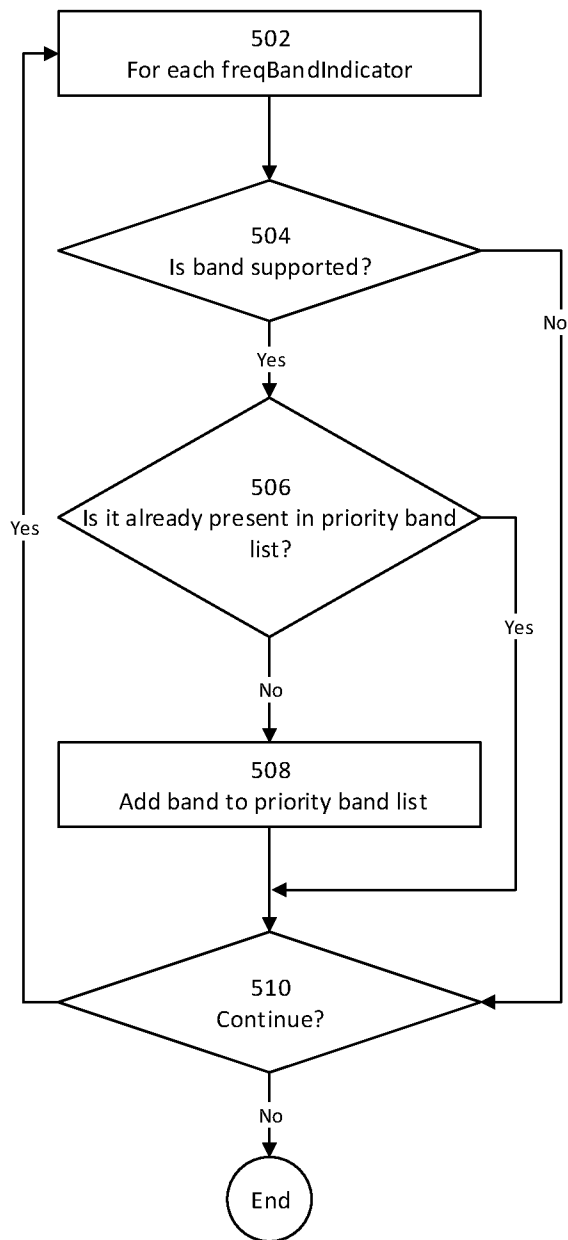 502
For each freqBandIndicator
504
Is band supported?
No
Yes
506
Is it already present in priority band
list?
Yes
Yes
No
508
Add band to priority band list
510
Continue?
No
End